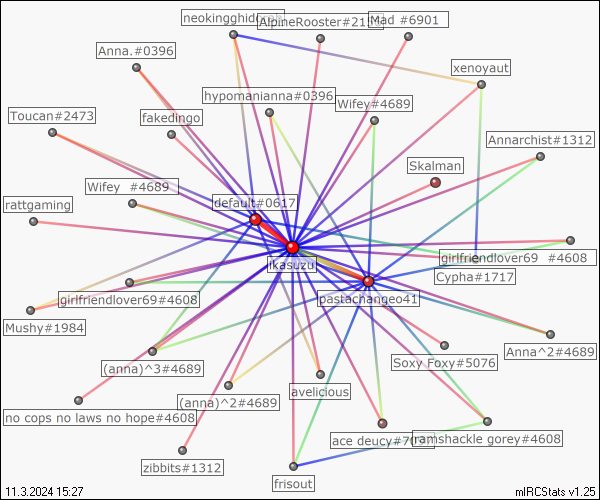 neokingghidorah
AlpineRooster#21
Mad #6901
Anna.#0396
xenoyaut
hypomanianna#0396
Wifey#4689
Toucan#2473
fakedingo
Annarchist#1312
Skalman
Wifey #4689
default#0617
rattgaming
ikasuzu
girlfriendlover69 #4608
Cypha#1717
girlfriendlover69#4608
pastachangeo41
Mushy#1984
Anna^2#4689
(anna)^3#4689
Soxy Foxy#5076
avelicious
(anna)^2#4689
no cops no laws no hope#4608
ace deucy#70
ramshackle gorey#4608
zibbits#1312
frisout
11.3.2024 15:27
mIRCStats v1.25